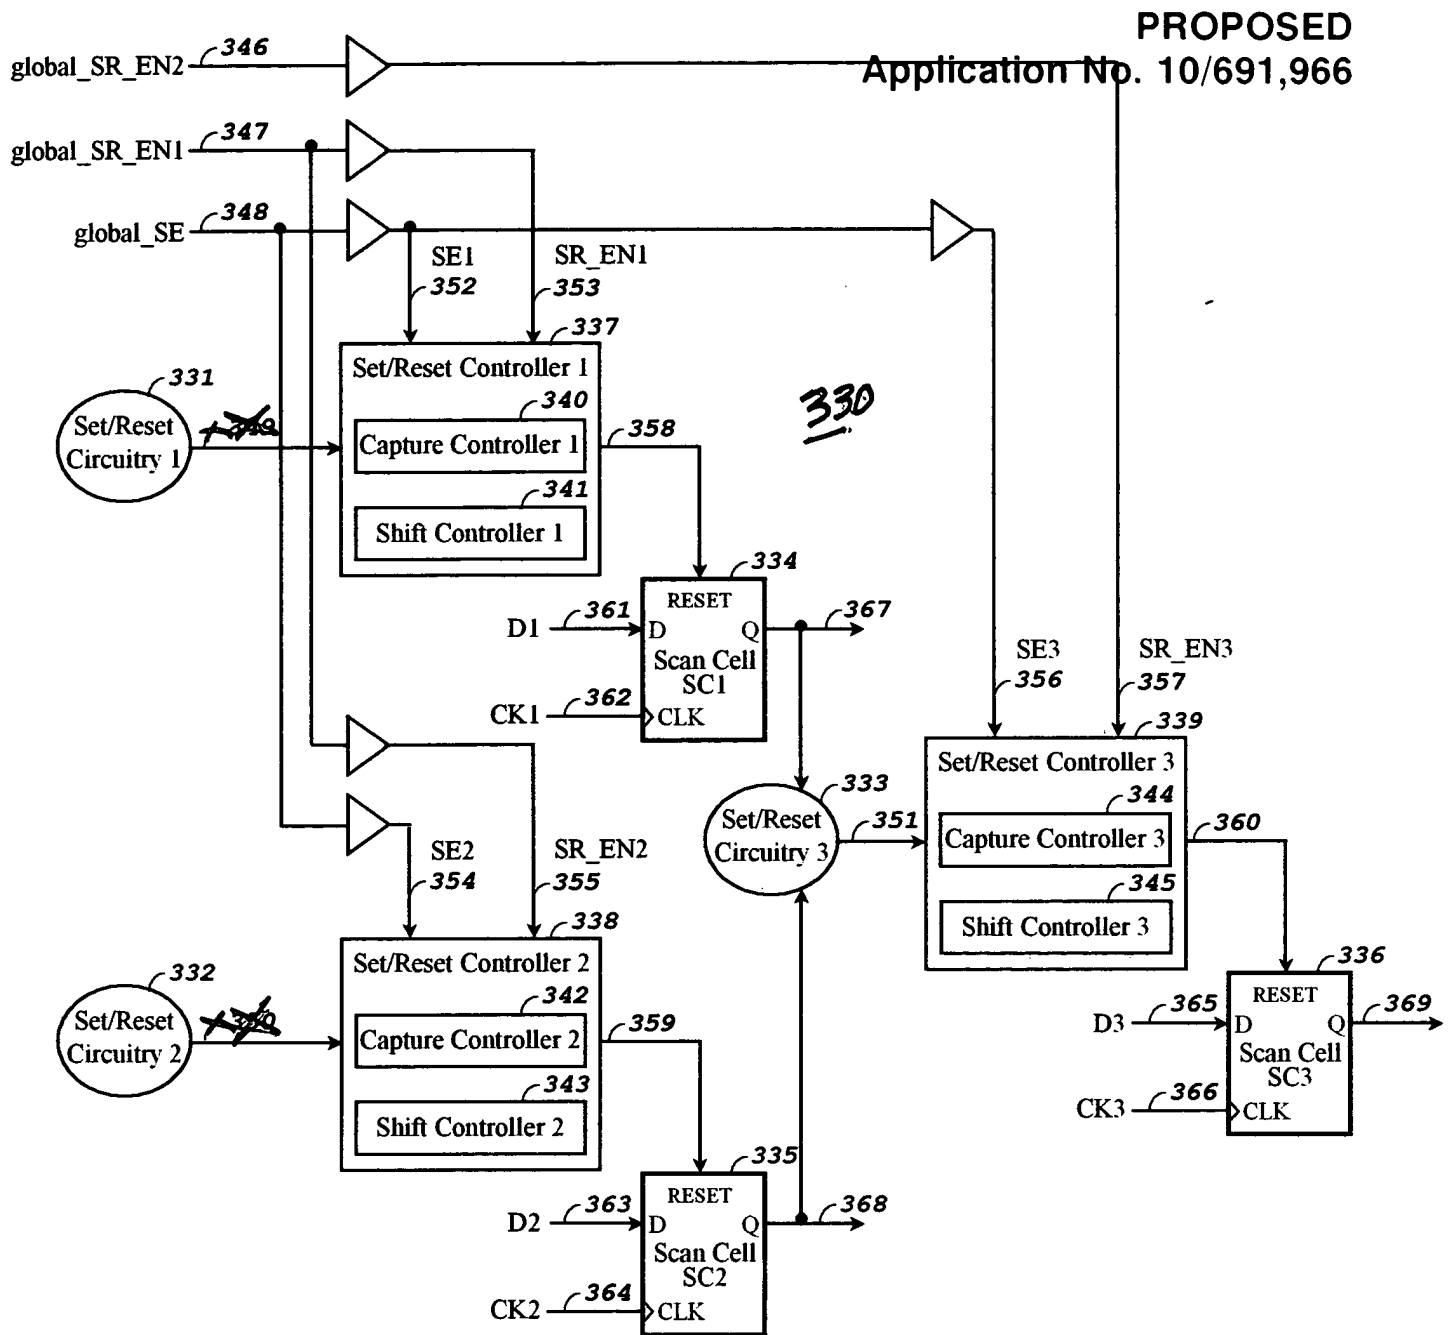 PROPOSED
Application No. 10/691,966
global_SR_EN2
346
global_SR_EN1
347
global_SE
348
SE1
352
SR_EN1
353
337
Set/Reset Controller 1
340
Capture Controller 1
341
Shift Controller 1
331
Set/Reset
Circuitry 1
358
330
334
RESET
D1
361
D
Q
367
Scan Cell
SC1
CK1
362
CLK
SE3
356
SR_EN3
357
339
Set/Reset Controller 3
344
Capture Controller 3
345
Shift Controller 3
333
Set/Reset
Circuitry 3
351
360
SE2
354
SR_EN2
355
338
Set/Reset Controller 2
342
Capture Controller 2
343
Shift Controller 2
332
Set/Reset
Circuitry 2
359
336
RESET
D3
365
D
Q
369
Scan Cell
SC3
CK3
366
CLK
335
RESET
D2
363
D
Q
368
Scan Cell
SC2
CK2
364
CLK